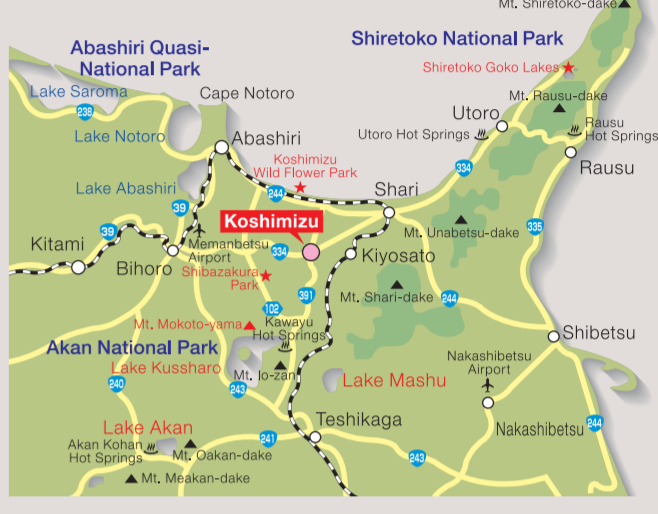 Mt. Shiretoko-dake
Abashiri Quasi-
National Park
Shiretoko National Park
Lake Saroma
Cape Notoro
Shiretoko Goko Lakes
238
Mt. Rausu-dake
Utoro
Lake Notoro
Abashiri
Utoro Hot Springs
Rausu
Hot Springs
Koshimizu
Wild Flower Park
Rausu
334
Lake Abashiri
244
Shari
39
Koshimizu
Mt. Unabetsu-dake
335
39
Kitami
Memanbetsu
Airport
334
Bihoro
Kiyosato
Shibazakura
Park
Mt. Shari-dake
391
244
102
Mt. Mokoto-yama
Kawayu
Hot Springs
Shibetsu
Akan National Park
Lake Kussharo
Nakashibetsu
Airport
Mt. Io-zan
Lake Mashu
240
243
Lake Akan
Teshikaga
Nakashibetsu
244
Akan Kohan
Hot Springs
241
Mt. Oakan-dake
243
Mt. Meakan-dake